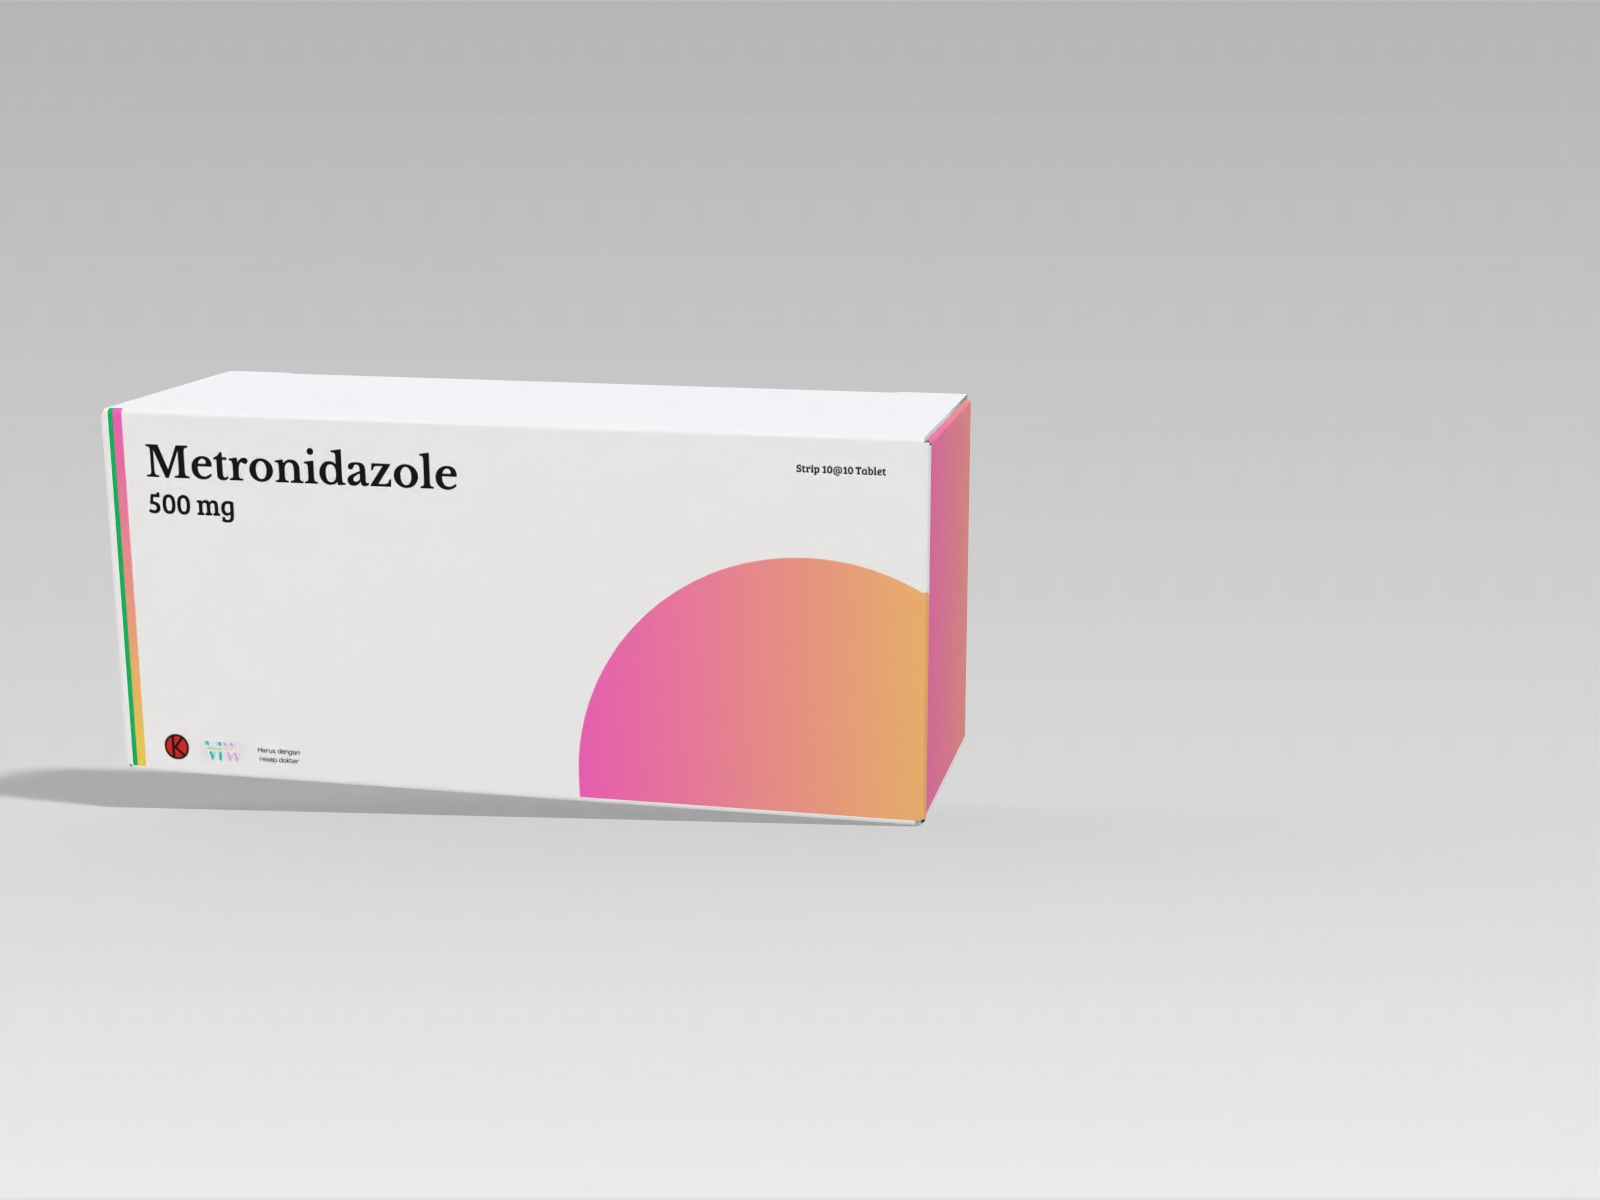 Metronidazole
500 mg
Strip 10@10 Tablet
K
Harus dengan
resep dokter